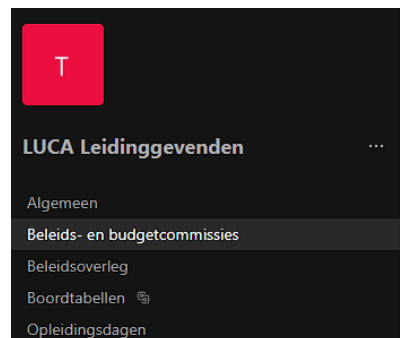 T
LUCA Leidinggevenden
Algemeen
Beleids- en budgetcommissies
Beleidsoverleg
Boordtabellen
Opleidingsdagen